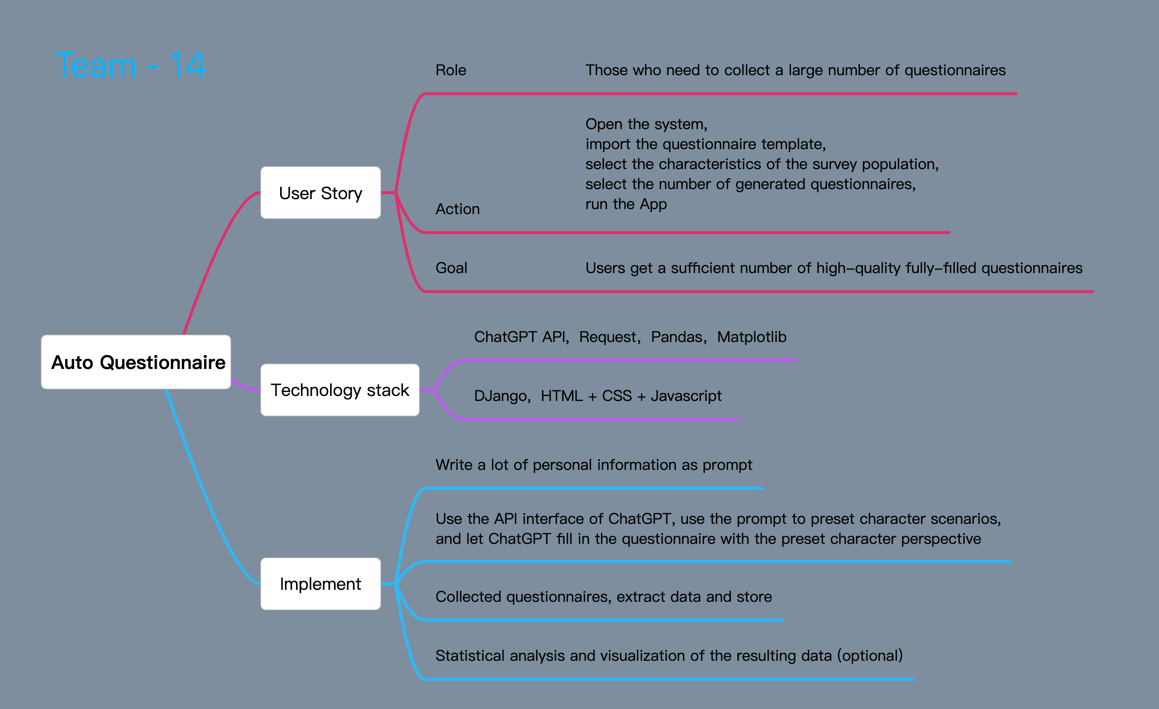 Team - 14
Auto Questionnaire
User Story
Role
Those who need to collect a large number of questionnaires
Action
Open the system,
import the questionnaire template,
select the characteristics of the survey population,
select the number of generated questionnaires,
run the App
Goal
Users get a sufficient number of high-quality fully-filled questionnaires
Technology stack
ChatGPT API, Request, Pandas, Matplotlib
DJango, HTML + CSS + Javascript
Implement
Write a lot of personal information as prompt
Use the API interface of ChatGPT, use the prompt to preset character scenarios,
and let ChatGPT fill in the questionnaire with the preset character perspective
Collected questionnaires, extract data and store
Statistical analysis and visualization of the resulting data (optional)